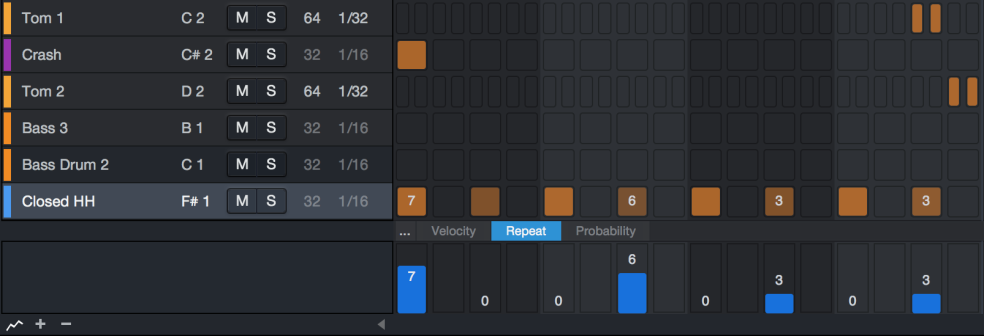 Tom 1 C 2 M S 64 1/32
Crash C# 2 M S 32 1/16
Tom 2 D 2 M S 64 1/32
Bass 3 B 1 M S 32 1/16
Bass Drum 2 C 1 M S 32 1/16
Closed HH F# 1 M S 32 1/16 7 6 3 3
... Velocity Repeat Probability
7 0 0 6 0 3 0 3